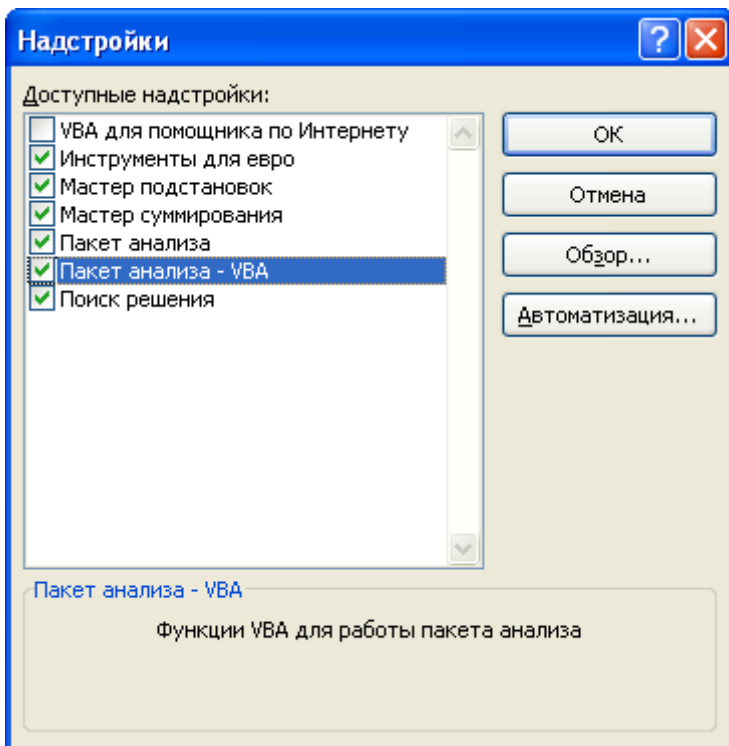 Надстройки
Доступные надстройки:
VBA для помощника по Интернету
Инструменты для евро
Мастер подстановок
Мастер суммирования
Пакет анализа
Пакет анализа - VBA
Поиск решения
ОК
Отмена
Обзор...
Автоматизация...
Пакет анализа - VBA
Функции VBA для работы пакета анализа